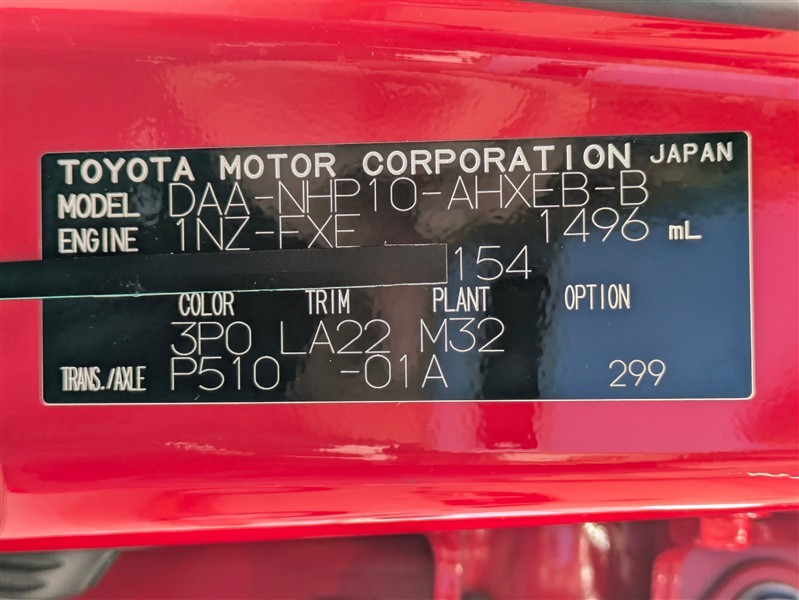 TOYOTA MOTOR CORPORATION JAPAN
MODEL DAA-NHP10-AHXEB-B
ENGINE 1NZ-FXE 1496 mL
154
COLOR TRIM PLANT OPTION
3P0 LA22 M32
TRANS./AXLE P510 -01A 299